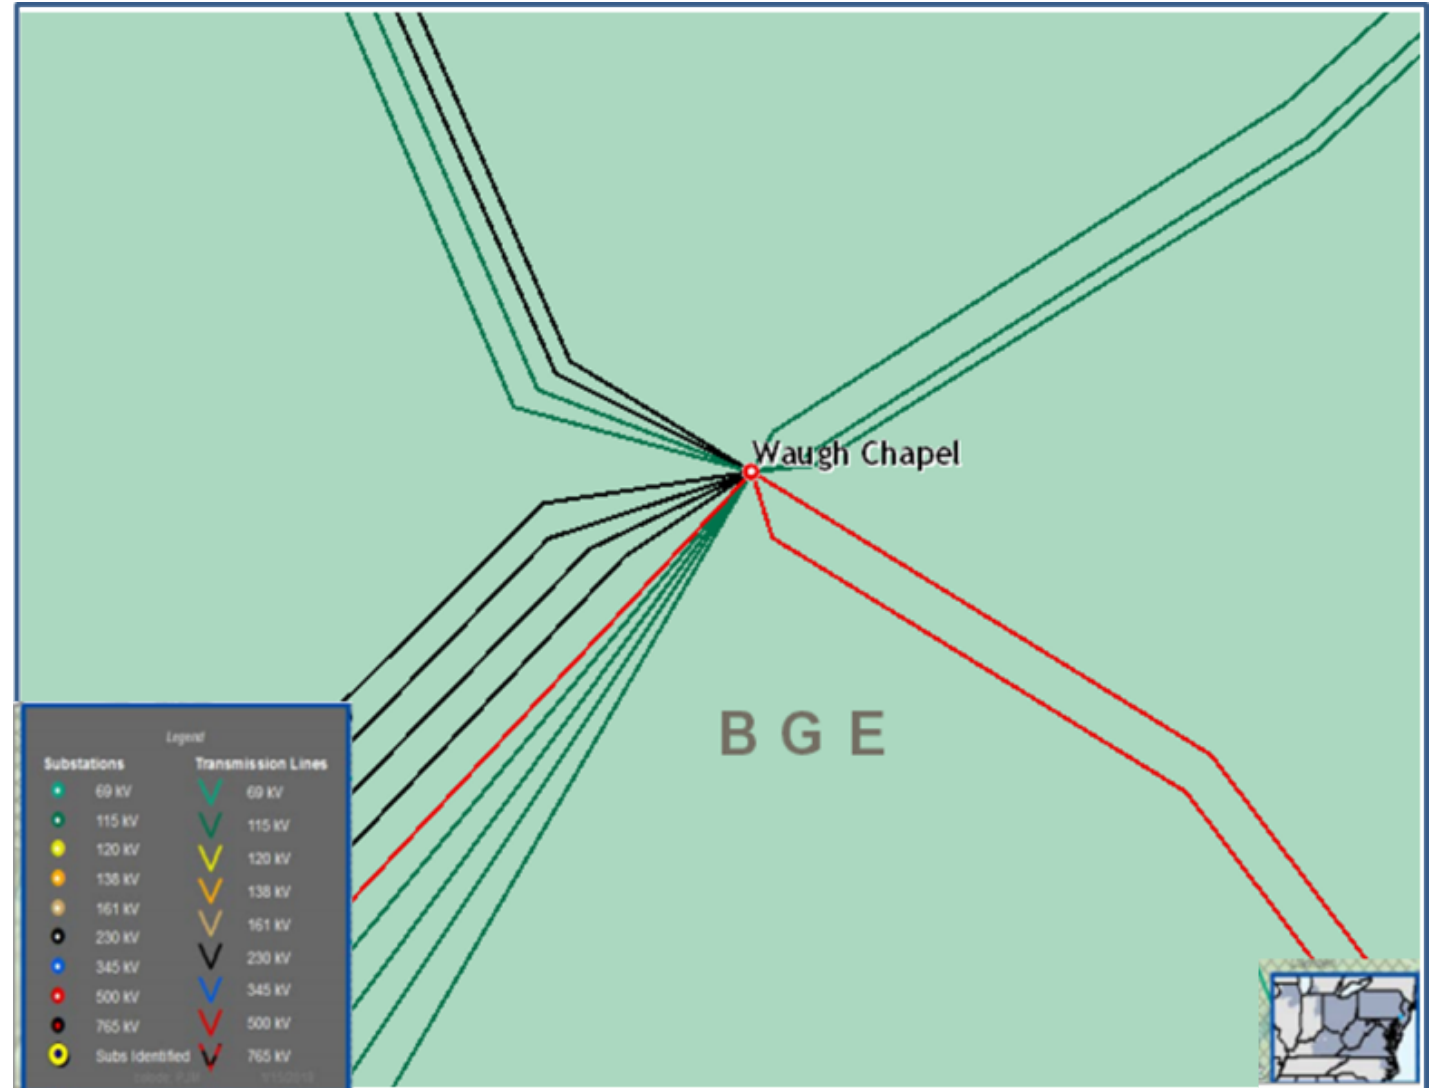 Waugh Chapel
B G E
Legend
Substations Transmission Lines
69 kV 69 kV
115 kV 115 kV
120 kV 120 kV
138 kV 138 kV
161 kV 161 kV
230 kV 230 kV
345 kV 345 kV
500 kV 500 kV
765 kV 765 kV
Subs Identified